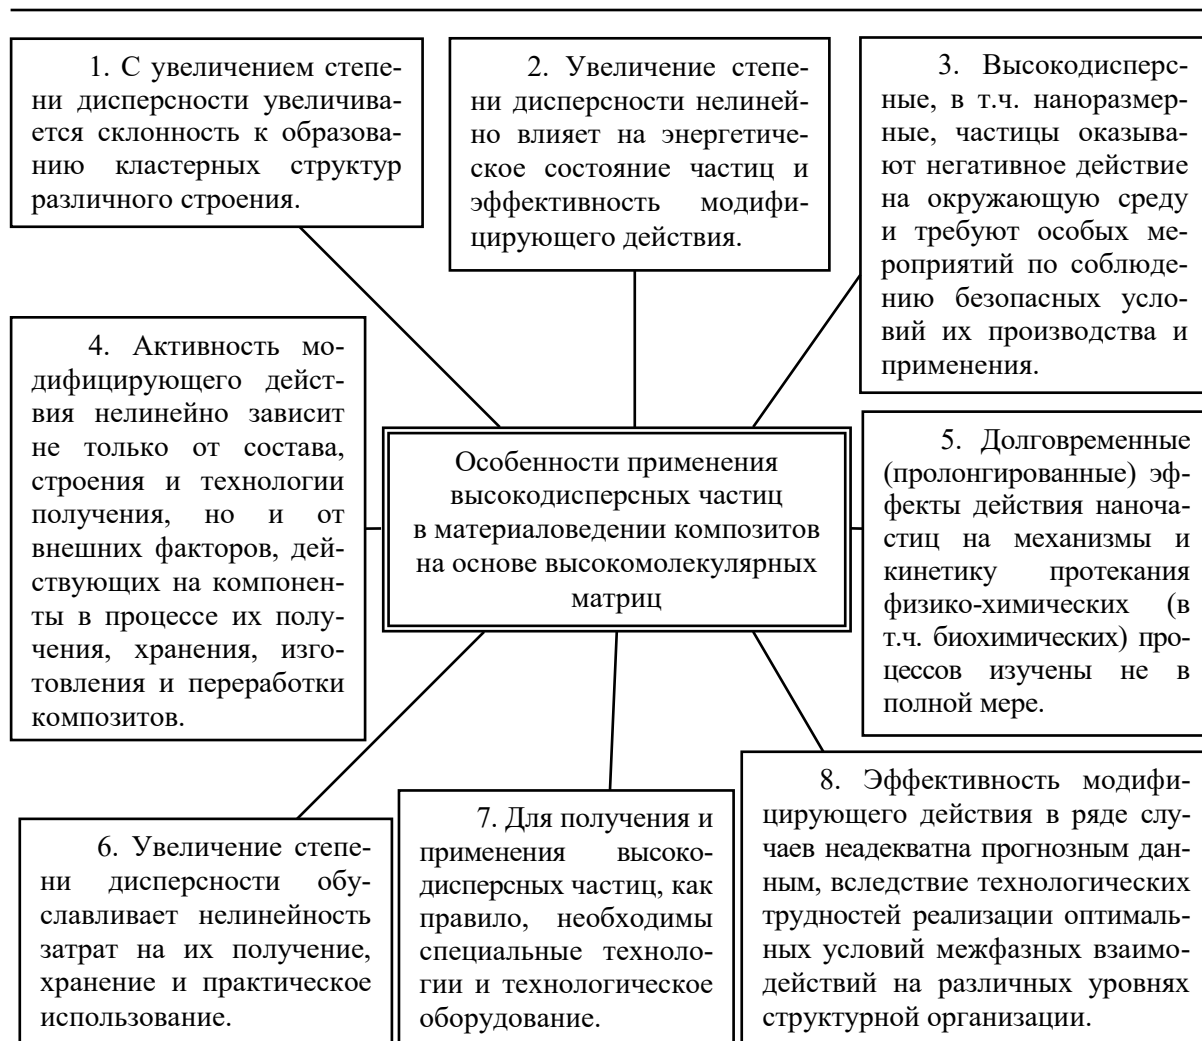 1. С увеличением степе-
ни дисперсности увеличива-
ется склонность к образова-
нию кластерных структур
различного строения.
2. Увеличение степе-
ни дисперсности нелиней-
но влияет на энергетиче-
ское состояние частиц и
эффективность модифи-
цирующего действия.
3. Высокодисперс-
ные, в т.ч. наноразмер-
ные, частицы оказыва-
ют негативное действие
на окружающую среду
и требуют особых ме-
роприятий по соблюде-
нию безопасных усло-
вий их производства и
применения.
4. Активность мо-
дифицирующего дейст-
вия нелинейно зависит
не только от состава,
строения и технологии
получения, но и от
внешних факторов, дей-
ствующих на компонен-
ты в процессе их полу-
чения, хранения, изго-
товления и переработки
композитов.
Особенности применения
высокодисперсных частиц
в материаловедении композитов
на основе высокомолекулярных
матриц
5. Долговременные
(пролонгированные) эф-
фекты действия наноча-
стиц на механизмы и
кинетику протекания
физико-химических (в
т.ч. биохимических) про-
цессов изучены не в
полной мере.
6. Увеличение степе-
ни дисперсности обу-
славливает нелинейность
затрат на их получение,
хранение и практическое
использование.
7. Для получения и
применения высоко-
дисперсных частиц, как
правило, необходимы
специальные техноло-
гии и технологическое
оборудование.
8. Эффективность модифи-
цирующего действия в ряде слу-
чаев неадекватна прогнозным дан-
ным, вследствие технологических
трудностей реализации оптималь-
ных условий межфазных взаимо-
действий на различных уровнях
структурной организации.